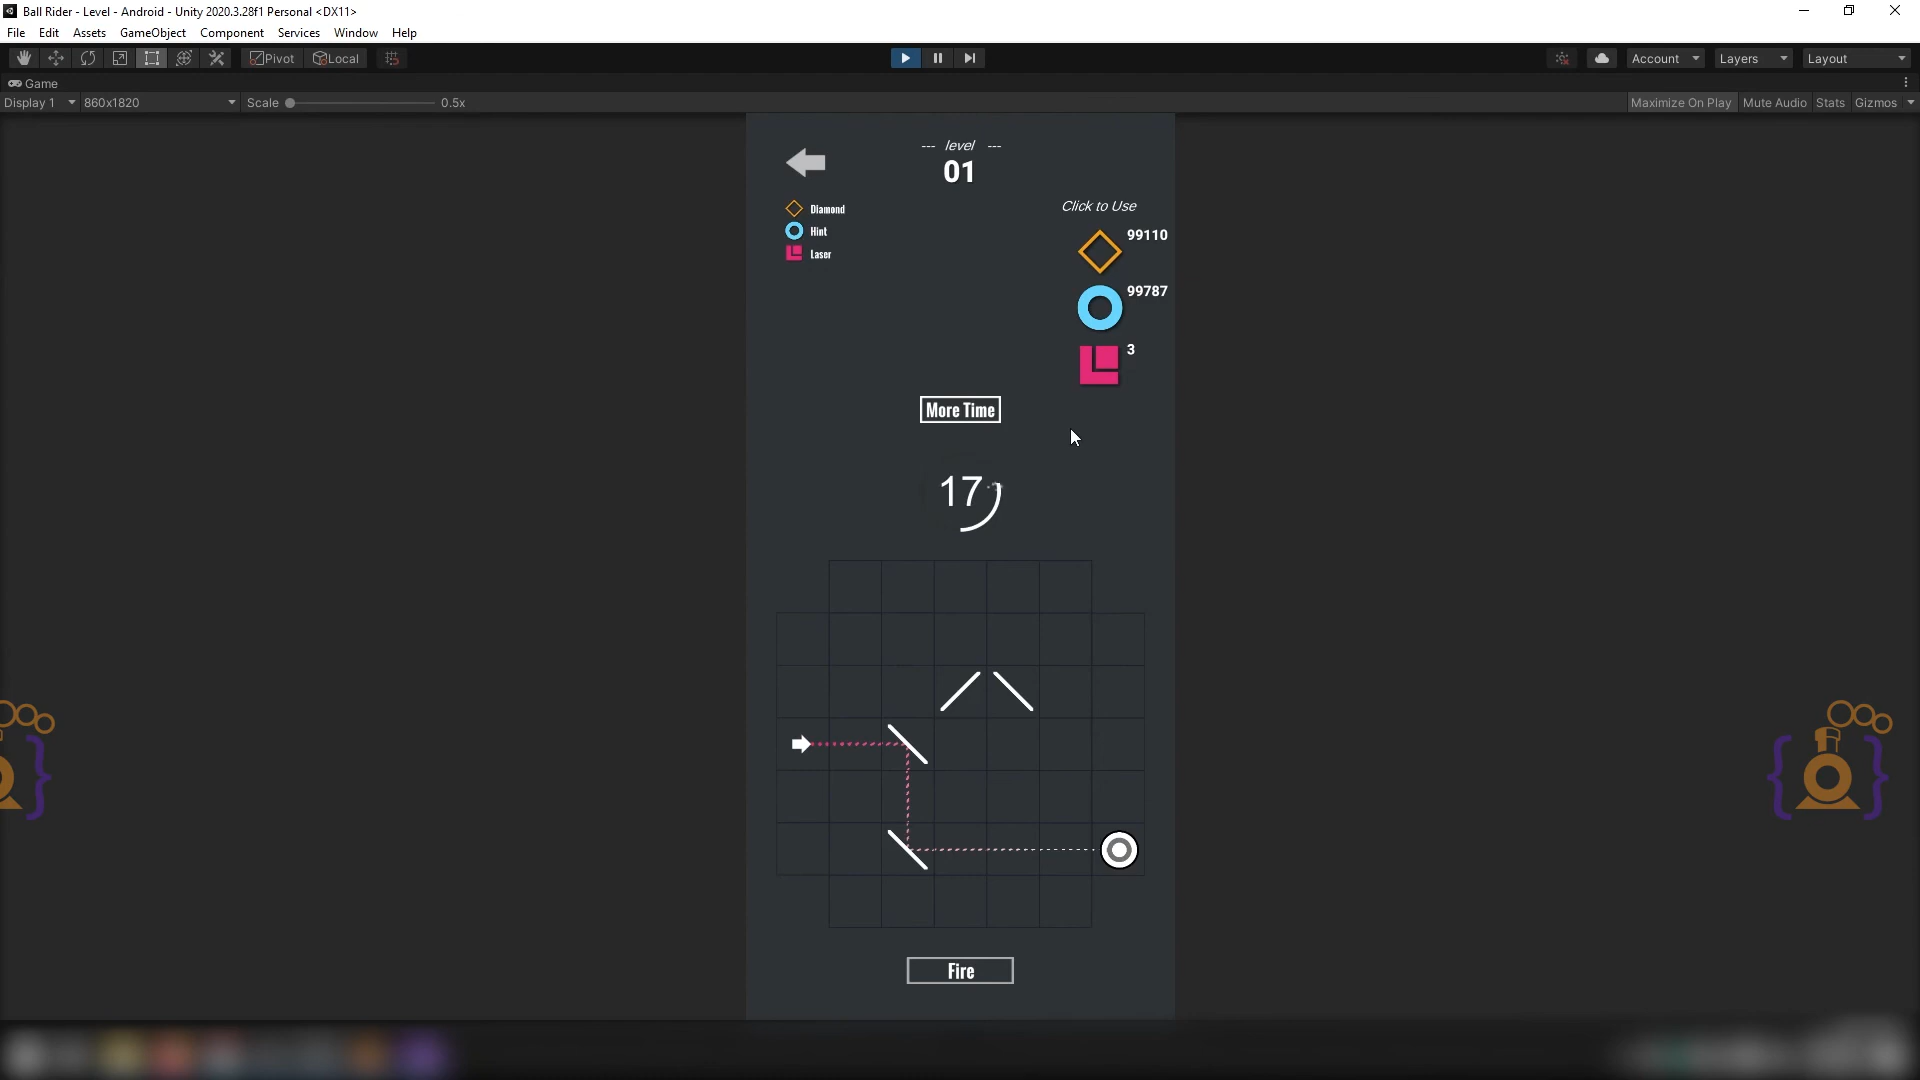 Ball Rider - Level - Android - Unity 2020.3.28f1 Personal <DX11>
File Edit Assets GameObject Component Services Window Help
Pivot Local Account Layers Layout
Game
Display 1 860x1820 Scale 0.5x Maximize On Play Mute Audio Stats Gizmos
--- level ---
01
Diamond
Hint
Laser
Click to Use
99110
99787
3
More Time
17
Fire